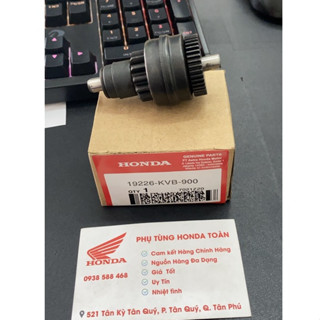 GENUINE PARTS
HONDA
19226-KVB-900
QTY 1
PHỤ TÙNG HONDA TOÀN
Cam kết Hàng Chính Hãng
Nguồn Hàng Đa Dạng
Giá Tốt
Uy Tín
Nhiệt tình
HONDA
0938 588 468
521 Tân Kỳ Tân Quý, P. Tân Quý, Q. Tân Phú